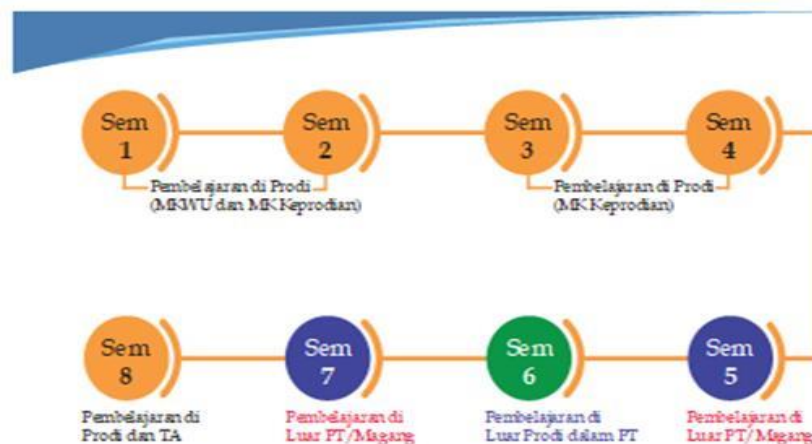 Sem
1
Sem
2
Sem
3
Sem
4
Pembelajaran di Prodi
(MKWU dan MK Keprodian)
Pembelajaran di Prodi
(MK Keprodian)
Sem
8
Sem
7
Sem
6
Sem
5
Pembelajaran di
Prodi dan TA
Pembelajaran di
Luar PT/Magang
Pembelajaran di
Luar Prodi dalam PT
Pembelajaran di
Luar PT/Magang